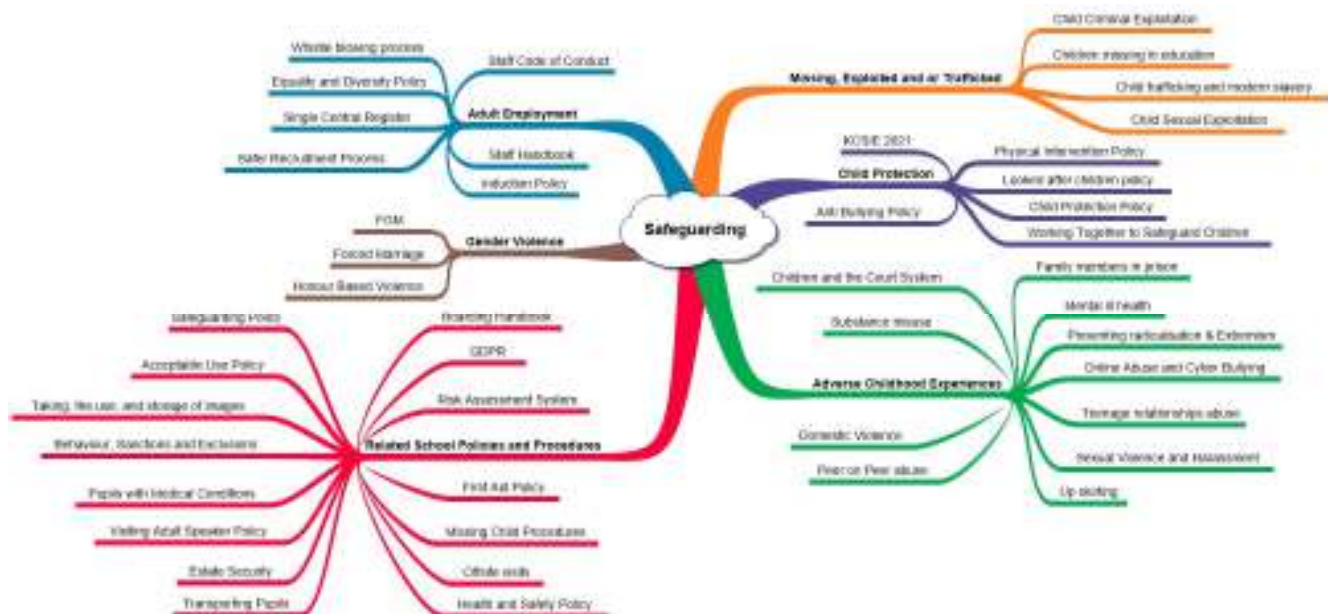 Safeguarding
Adult Employment
Whistle blowing process
Equality and Diversity Policy
Single Central Register
Safer Recruitment Process
Staff Code of Conduct
Staff Handbook
Induction Policy
Gender Violence
FGM
Forced Marriage
Honour Based Violence
Related School Policies and Procedures
Safeguarding Policy
Acceptable Use Policy
Taking, the use, and storage of images
Behaviour, Sanctions and Exclusions
Pupils with Medical Conditions
Visiting Adult Speaker Policy
Estate Security
Transporting Pupils
Boarding Handbook
GDPR
Risk Assessment System
First Aid Policy
Missing Child Procedures
Offsite visits
Health and Safety Policy
Missing, Exploited and or Trafficked
Child Criminal Exploitation
Children missing in education
Child trafficking and modern slavery
Child Sexual Exploitation
Child Protection
KCSIE 2021
Anti Bullying Policy
Physical Intervention Policy
Looked after children policy
Child Protection Policy
Working Together to Safeguard Children
Adverse Childhood Experiences
Children and the Court System
Substance misuse
Domestic Violence
Peer on Peer abuse
Family members in prison
Mental ill health
Preventing radicalisation & Extremism
Online Abuse and Cyber Bullying
Teenage relationships abuse
Sexual Violence and Harassment
Up skirting